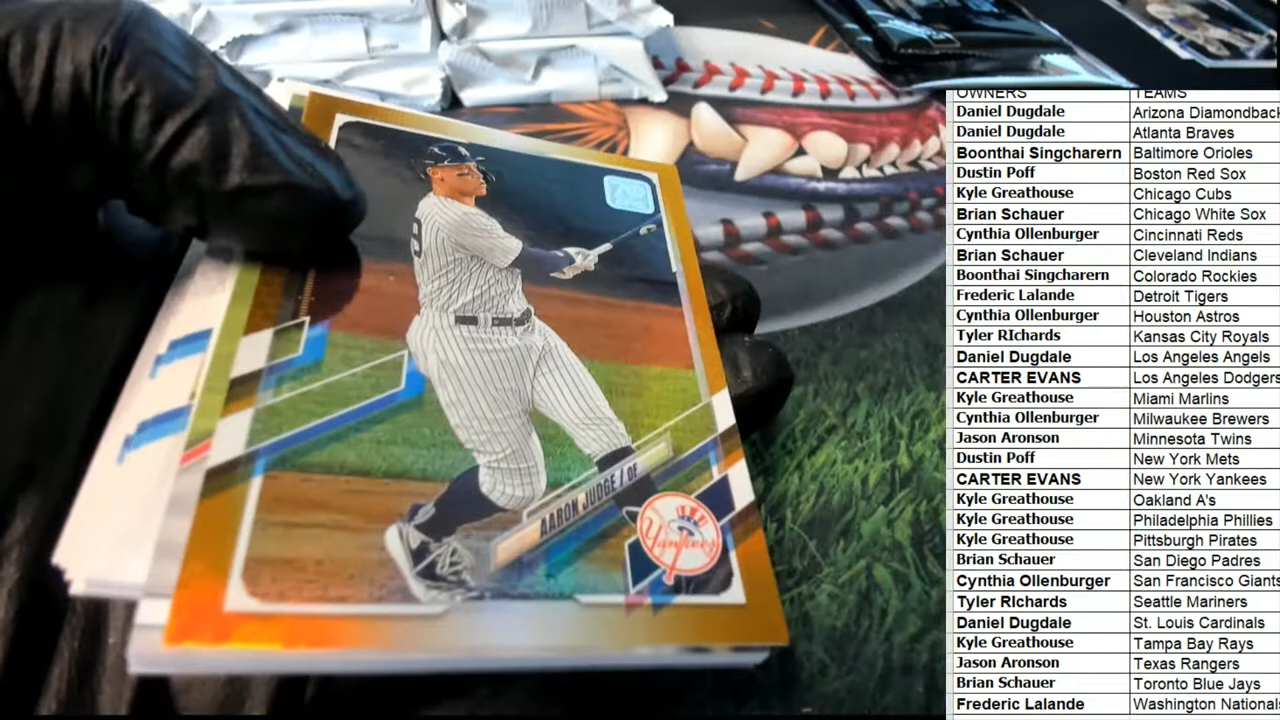 AARON JUDGE / OF
Yankees
OWNERS TEAMS
Daniel Dugdale Arizona Diamondback
Daniel Dugdale Atlanta Braves
Boonthai Singcharern Baltimore Orioles
Dustin Poff Boston Red Sox
Kyle Greathouse Chicago Cubs
Brian Schauer Chicago White Sox
Cynthia Ollenburger Cincinnati Reds
Brian Schauer Cleveland Indians
Boonthai Singcharern Colorado Rockies
Frederic Lalande Detroit Tigers
Cynthia Ollenburger Houston Astros
Tyler RIchards Kansas City Royals
Daniel Dugdale Los Angeles Angels
CARTER EVANS Los Angeles Dodgers
Kyle Greathouse Miami Marlins
Cynthia Ollenburger Milwaukee Brewers
Jason Aronson Minnesota Twins
Dustin Poff New York Mets
CARTER EVANS New York Yankees
Kyle Greathouse Oakland A's
Kyle Greathouse Philadelphia Phillies
Kyle Greathouse Pittsburgh Pirates
Brian Schauer San Diego Padres
Cynthia Ollenburger San Francisco Giants
Tyler RIchards Seattle Mariners
Daniel Dugdale St. Louis Cardinals
Kyle Greathouse Tampa Bay Rays
Jason Aronson Texas Rangers
Brian Schauer Toronto Blue Jays
Frederic Lalande Washington National